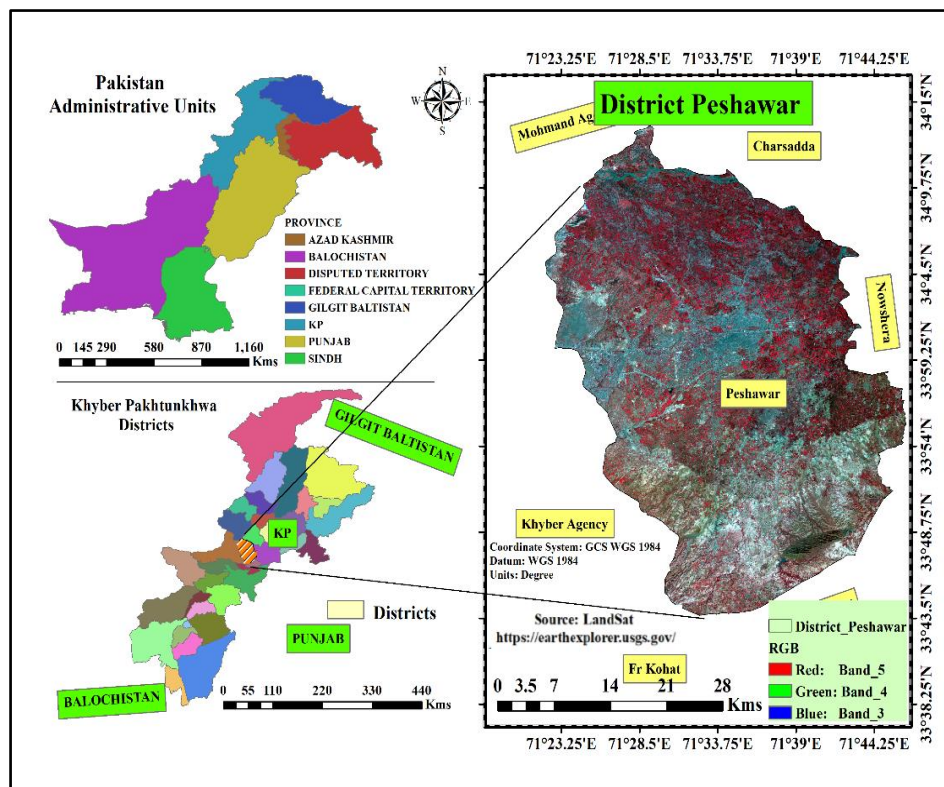 Pakistan
Administrative Units
N
W E
S
PROVINCE
AZAD KASHMIR
BALOCHISTAN
DISPUTED TERRITORY
FEDERAL CAPITAL TERRITORY
GILGIT BALTISTAN
KP
PUNJAB
SINDH
0 145 290 580 870 1,160
Kms
Khyber Pakhtunkhwa
Districts
GILGIT BALTISTAN
KP
Districts
PUNJAB
BALOCHISTAN
0 55 110 220 330 440
Kms
71°23.25'E 71°28.5'E 71°33.75'E 71°39'E 71°44.25'E
District Peshawar
Mohmand Ag
Charsadda
Nowshera
Peshawar
Khyber Agency
Coordinate System: GCS WGS 1984
Datum: WGS 1984
Units: Degree
Source: LandSat
https://earthexplorer.usgs.gov/
Fr Kohat
0 3.5 7 14 21 28
Kms
District_Peshawar
RGB
Red: Band_5
Green: Band_4
Blue: Band_3
34°15'N
34°9.75'N
34°4.5'N
33°59.25'N
33°54'N
33°48.75'N
33°43.5'N
33°38.25'N
71°23.25'E 71°28.5'E 71°33.75'E 71°39'E 71°44.25'E